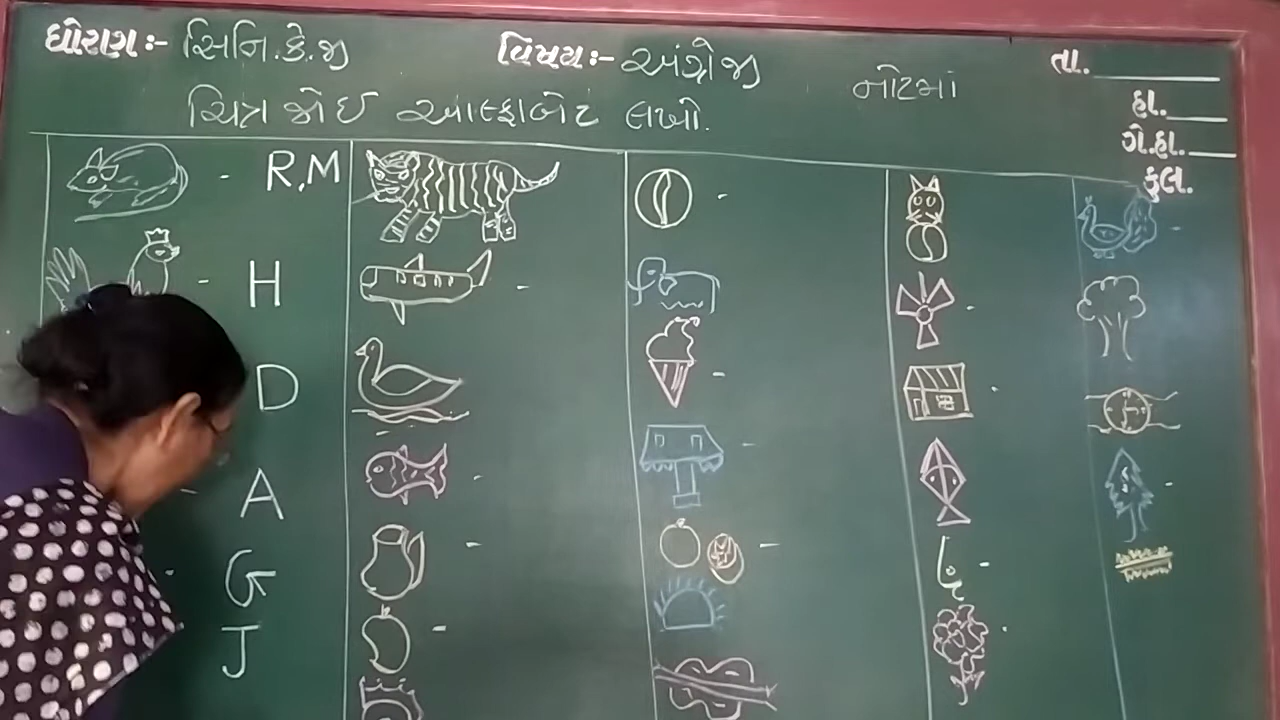 ધોરણઃ- સિનિ.કે.જી
વિષયઃ- અંગ્રેજી
નોટમાં
તા.
ચિત્ર જોઈ આલ્ફાબેટ લખો.
હા.
ગે.હા.
કુલ.
- R,M
- H
D
- A
- G
J